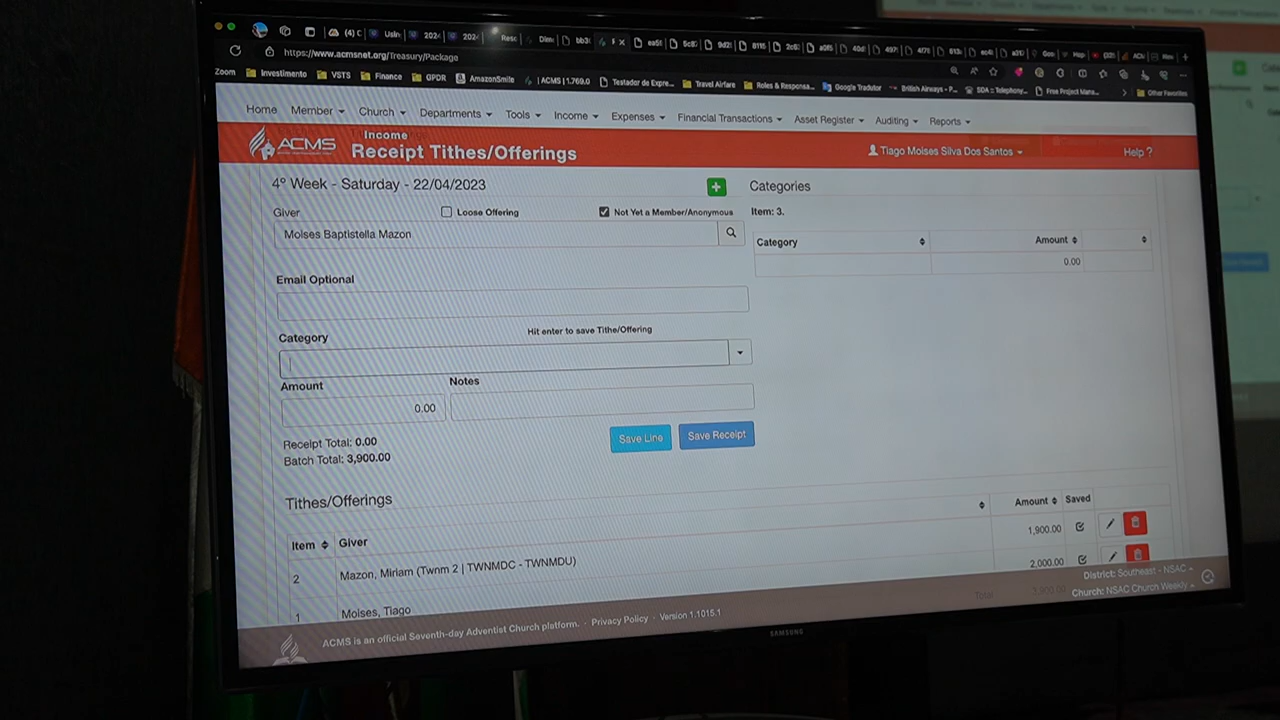 https://www.acmsnet.org/Treasury/Package
Zoom Investimento VSTS Finance GPDR AmazonSmile | ACMS | 1.769.0 Testador de Expre... Travel Airfare Roles & Responsa... Google Tradutor British Airways - P... SDA :: Telephony... Free Project Mana... Other Favorites
Home Member Church Departments Tools Income Expenses Financial Transactions Asset Register Auditing Reports
ACMS
Income
Receipt Tithes/Offerings
Tiago Moises Silva Dos Santos
Help ?
4º Week - Saturday - 22/04/2023
Categories
Giver
Loose Offering
Not Yet a Member/Anonymous
Item: 3.
Moises Baptistella Mazon
Category Amount
0.00
Email Optional
Category
Hit enter to save Tithe/Offering
Amount Notes
0.00
Receipt Total: 0.00
Batch Total: 3,900.00
Save Line Save Receipt
Tithes/Offerings
Item Giver Amount Saved
2 Mazon, Miriam (Twnm 2 | TWNMDC - TWNMDU) 1,900.00
1 Moises, Tiago 2,000.00
Total 3,900.00
District: Southeast - NSAC
Church: NSAC Church Weekly
ACMS is an official Seventh-day Adventist Church platform. · Privacy Policy · Version 1.1015.1
SAMSUNG